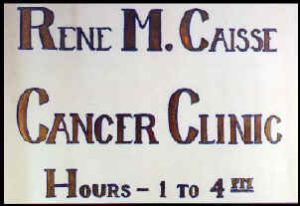 RENE M. CAISSE
CANCER CLINIC
HOURS - 1 TO 4 PM